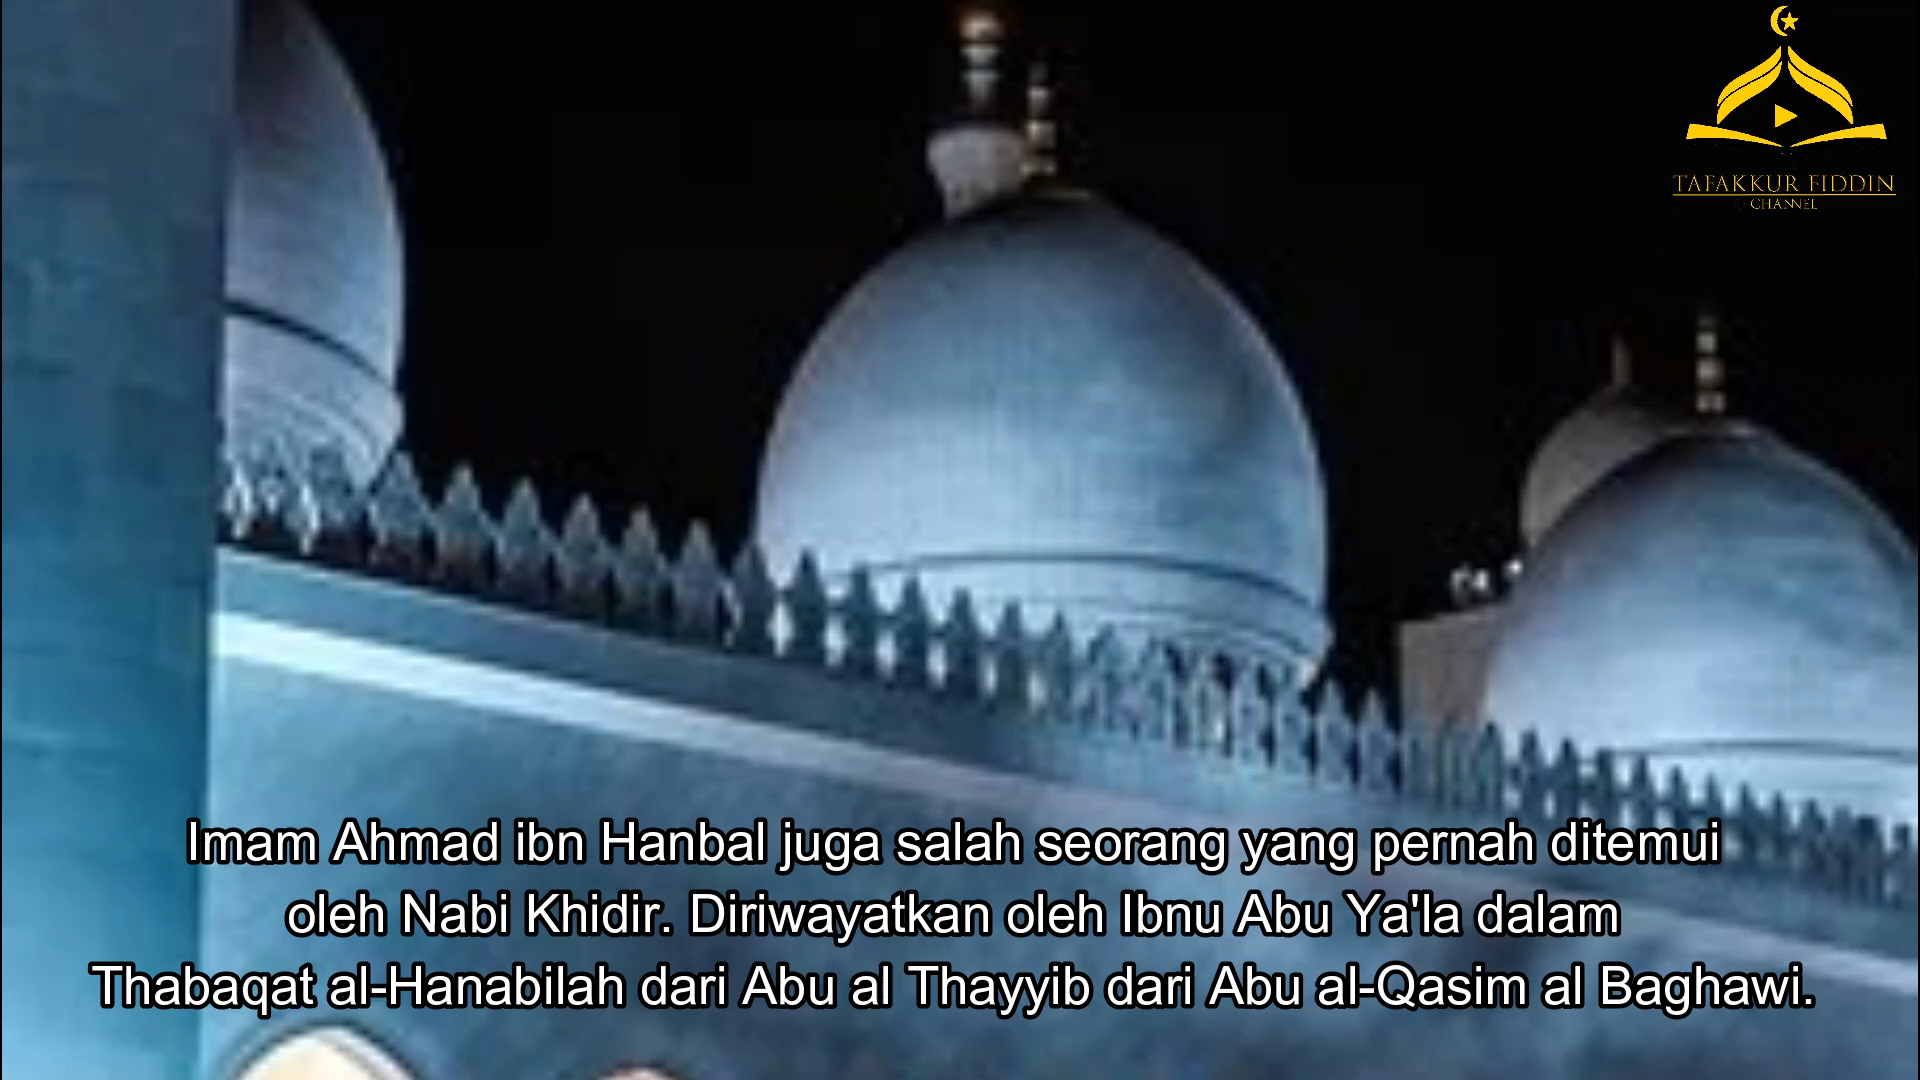 TAFAKKUR FIDDIN
CHANNEL
Imam Ahmad ibn Hanbal juga salah seorang yang pernah ditemui
oleh Nabi Khidir. Diriwayatkan oleh Ibnu Abu Ya'la dalam
Thabaqat al-Hanabilah dari Abu al Thayyib dari Abu al-Qasim al Baghawi.